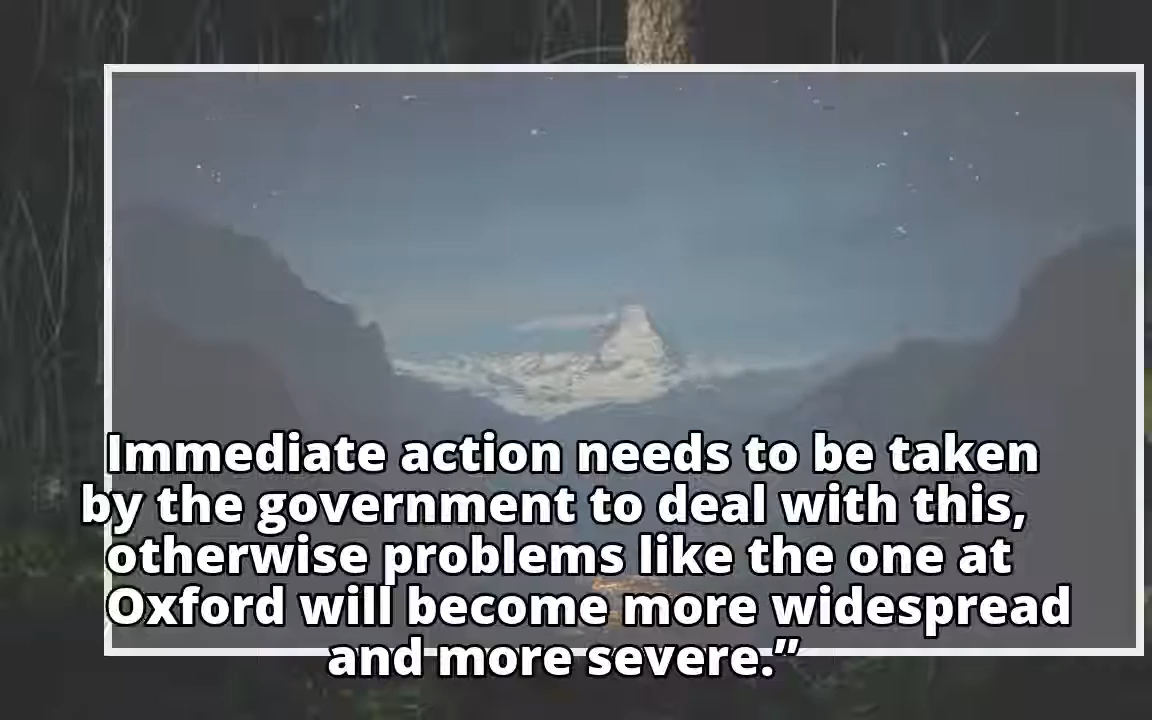 Immediate action needs to be taken
by the government to deal with this,
otherwise problems like the one at
Oxford will become more widespread
and more severe.”